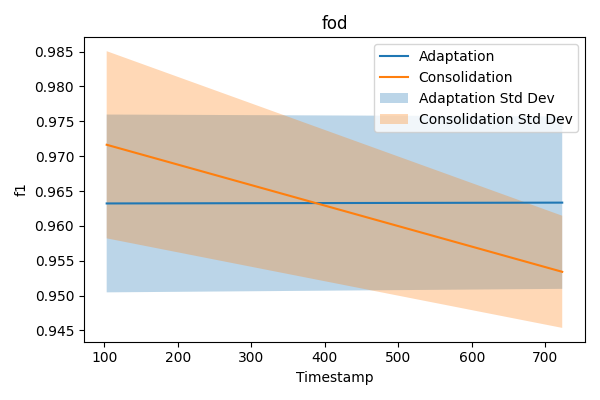 fod
0.985
0.980
0.975
0.970
0.965
0.960
0.955
0.950
0.945
f1
Adaptation
Consolidation
Adaptation Std Dev
Consolidation Std Dev
100 200 300 400 500 600 700
Timestamp